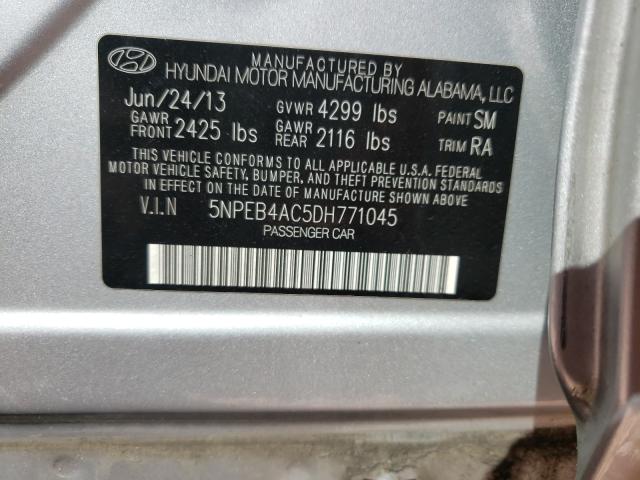 MANUFACTURED BY
HYUNDAI MOTOR MANUFACTURING ALABAMA, LLC
Jun/24/13 GVWR 4299 lbs PAINT SM
GAWR FRONT 2425 lbs GAWR REAR 2116 lbs TRIM RA
THIS VEHICLE CONFORMS TO ALL APPLICABLE U.S.A. FEDERAL
MOTOR VEHICLE SAFETY, BUMPER, AND THEFT PREVENTION STANDARDS
IN EFFECT ON THE DATE OF MANUFACTURE SHOWN ABOVE.
V.I.N 5NPEB4AC5DH771045
PASSENGER CAR